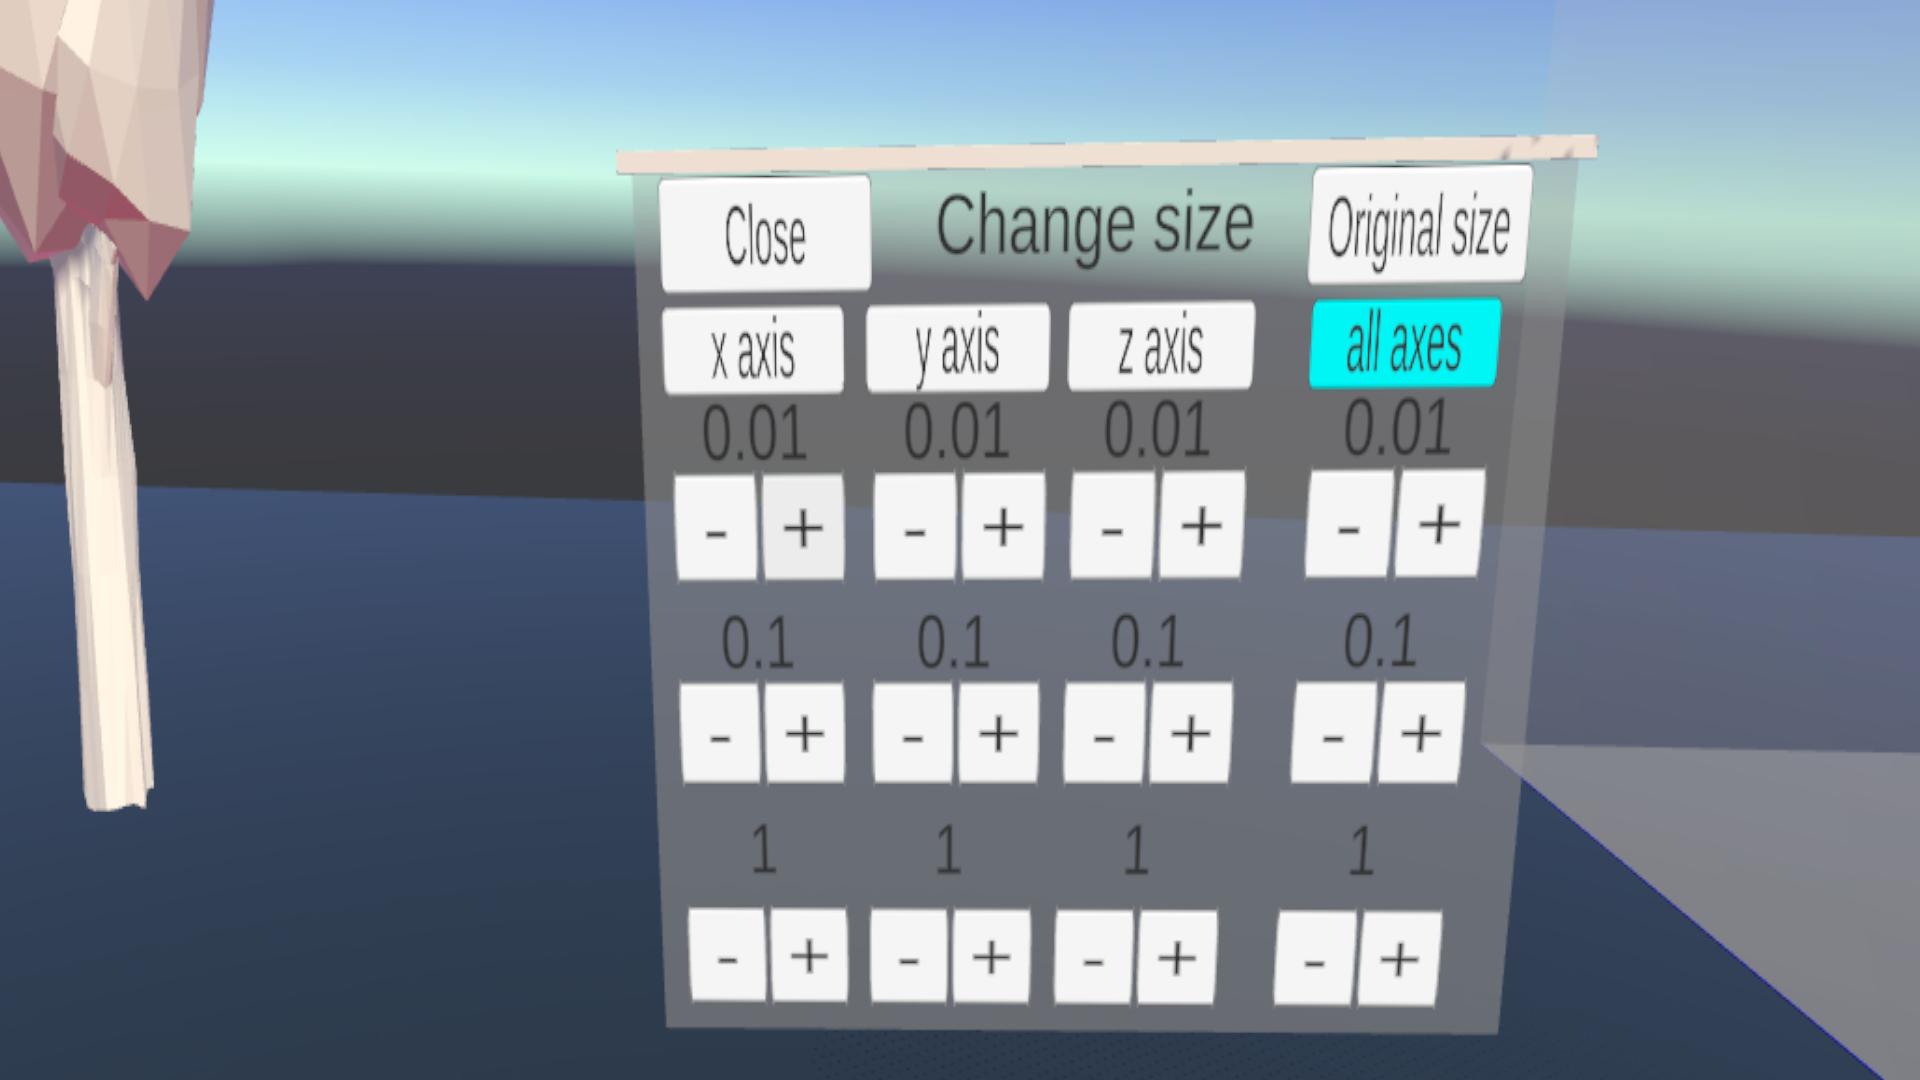 Close Change size Original size
x axis y axis z axis all axes
0.01 0.01 0.01 0.01
- + - + - + - +
0.1 0.1 0.1 0.1
- + - + - + - +
1 1 1 1
- + - + - + - +